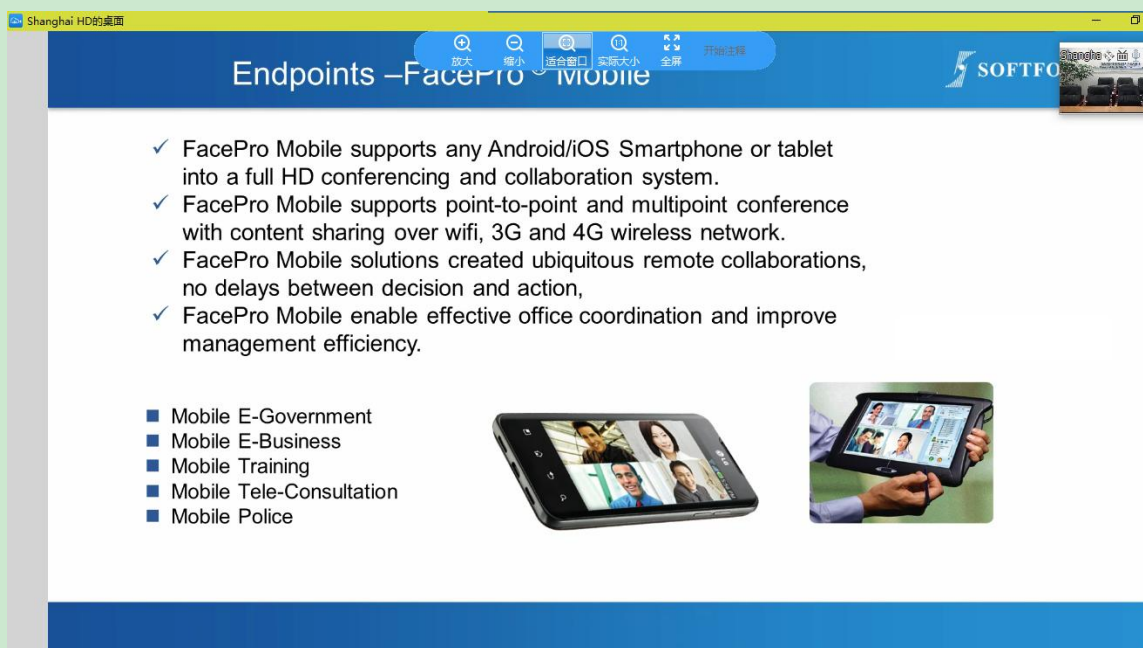 Shanghai HD的桌面
放大 缩小 适合窗口 实际大小 全屏 开始注释
Endpoints –FacePro® Mobile
SOFTFO
Shangha
FacePro Mobile supports any Android/iOS Smartphone or tablet
into a full HD conferencing and collaboration system.
FacePro Mobile supports point-to-point and multipoint conference
with content sharing over wifi, 3G and 4G wireless network.
FacePro Mobile solutions created ubiquitous remote collaborations,
no delays between decision and action,
FacePro Mobile enable effective office coordination and improve
management efficiency.
Mobile E-Government
Mobile E-Business
Mobile Training
Mobile Tele-Consultation
Mobile Police
LG